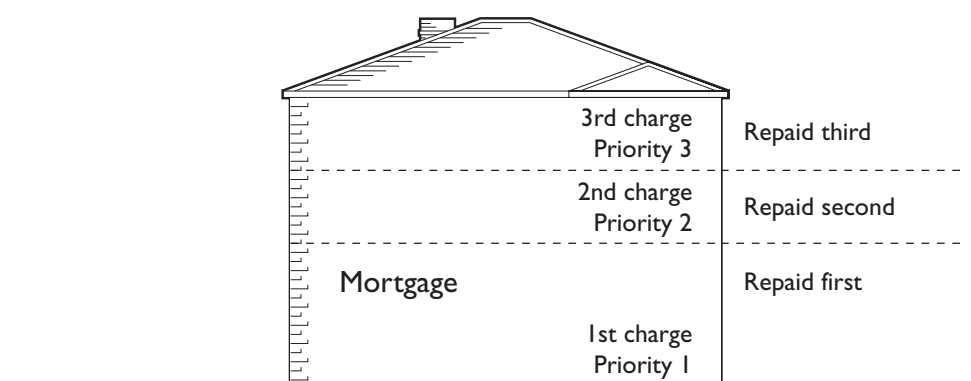 3rd charge
Priority 3
Repaid third
2nd charge
Priority 2
Repaid second
Mortgage
Repaid first
1st charge
Priority 1